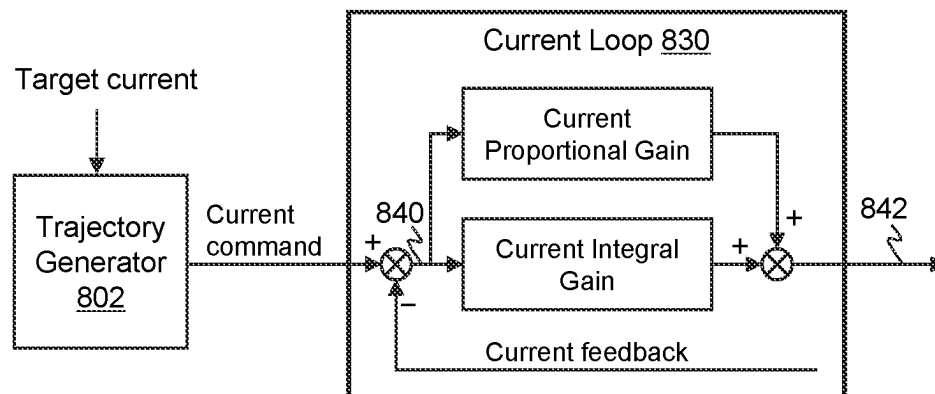 Current Loop 830
Target current
Current
Proportional Gain
Trajectory
Generator
802
Current
command
840
842
+
+
+
Current Integral
Gain
−
Current feedback